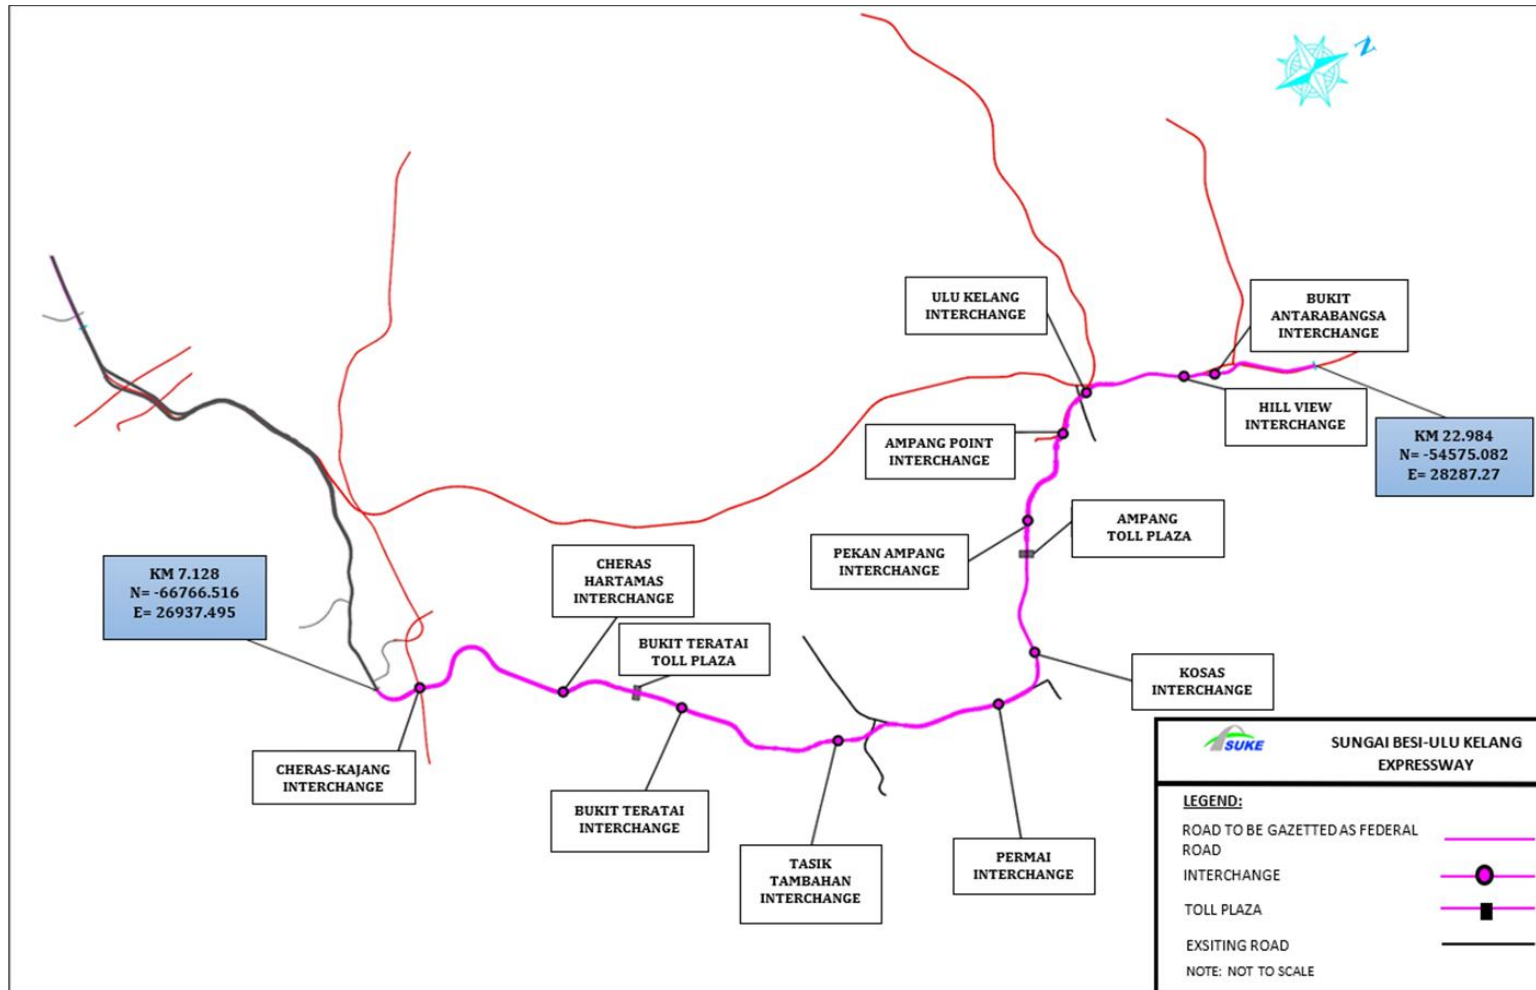 N
ULU KELANG
INTERCHANGE
BUKIT
ANTARABANGSA
INTERCHANGE
HILL VIEW
INTERCHANGE
AMPANG POINT
INTERCHANGE
KM 22.984
N= -54575.082
E= 28287.27
AMPANG
TOLL PLAZA
PEKAN AMPANG
INTERCHANGE
KM 7.128
N= -66766.516
E= 26937.495
CHERAS
HARTAMAS
INTERCHANGE
BUKIT TERATAI
TOLL PLAZA
KOSAS
INTERCHANGE
CHERAS-KAJANG
INTERCHANGE
BUKIT TERATAI
INTERCHANGE
TASIK
TAMBAHAN
INTERCHANGE
PERMAI
INTERCHANGE
SUKE
SUNGAI BESI-ULU KELANG
EXPRESSWAY
LEGEND:
ROAD TO BE GAZETTED AS FEDERAL
ROAD
INTERCHANGE
TOLL PLAZA
EXSITING ROAD
NOTE: NOT TO SCALE